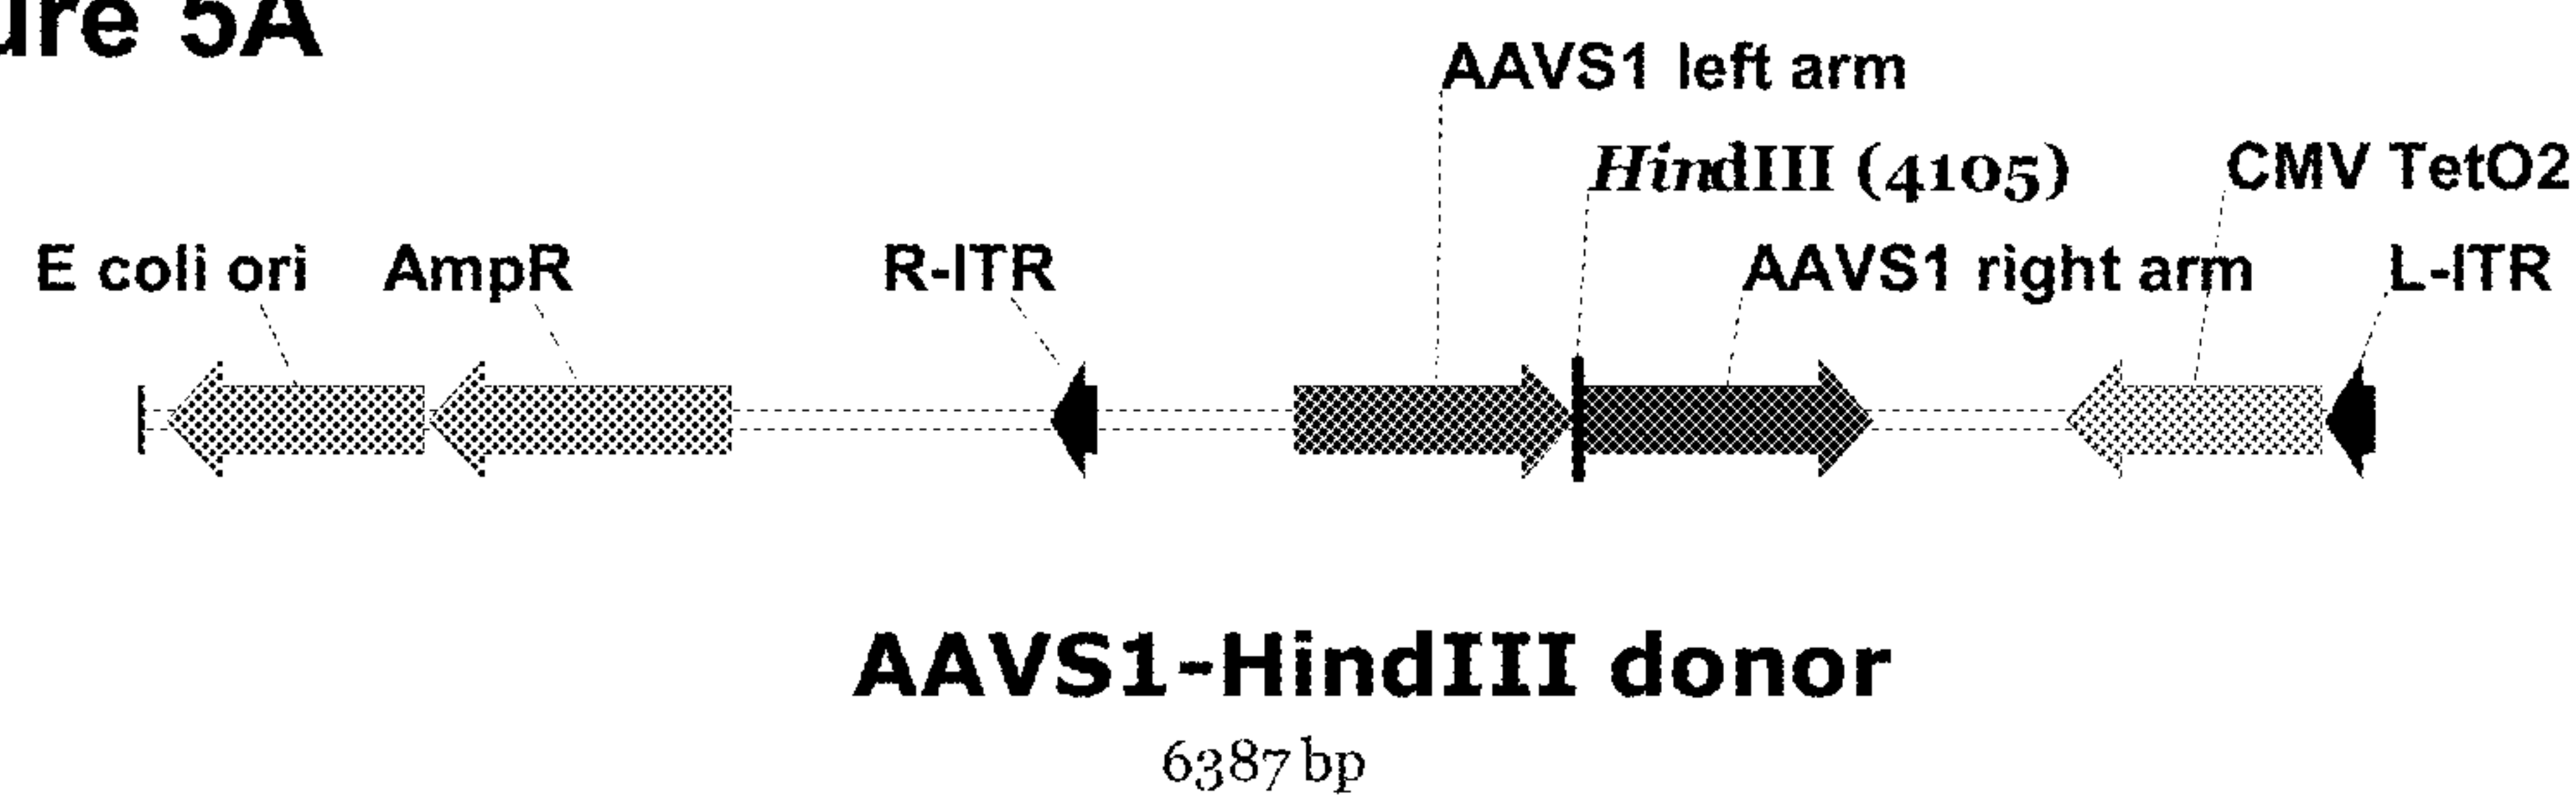 ure 5A
AAVS1 left arm
HindIII (4105)
CMV TetO2
E coli ori
AmpR
R-ITR
AAVS1 right arm
L-ITR
AAVS1-HindIII donor
6387 bp